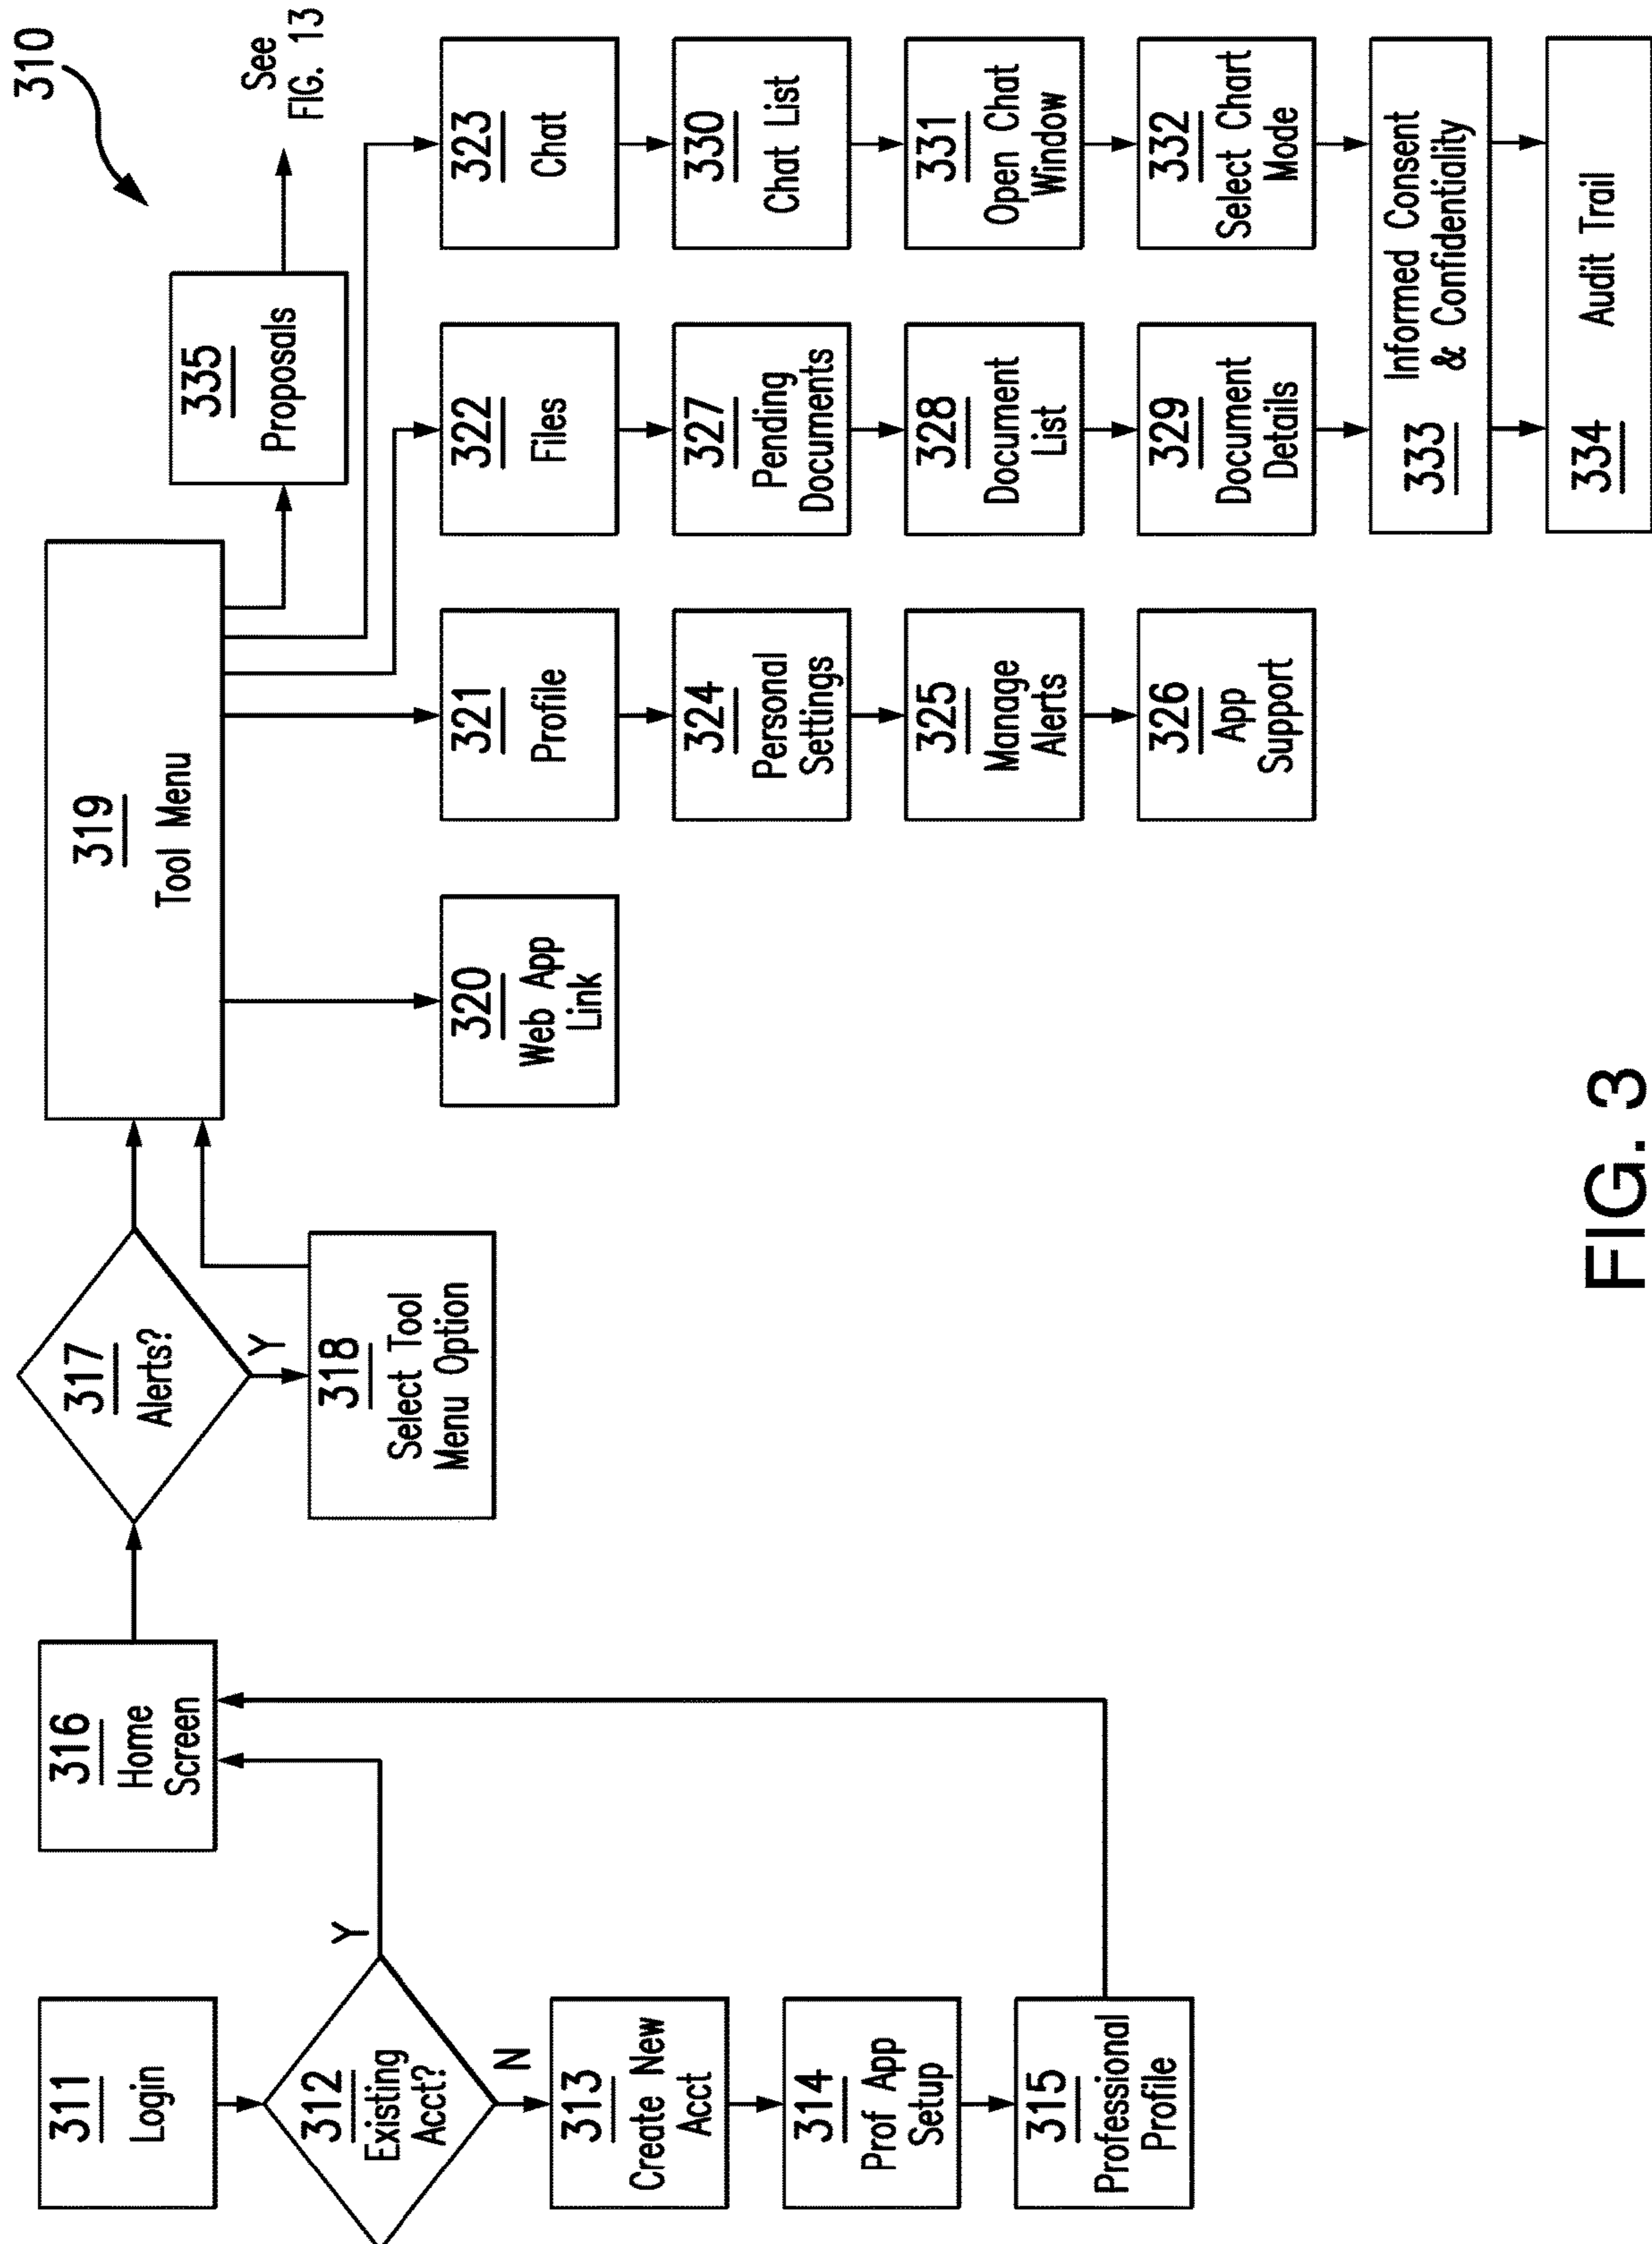 310
311
Login
312
Existing
Acct?
Y
N
313
Create New
Acct
314
Prof App
Setup
315
Professional
Profile
316
Home
Screen
317
Alerts?
Y
318
Select Tool
Menu Option
319
Tool Menu
335
Proposals
See
FIG. 13
320
Web App
Link
321
Profile
324
Personal
Settings
325
Manage
Alerts
326
App
Support
322
Files
327
Pending
Documents
328
Document
List
329
Document
Details
323
Chat
330
Chat List
331
Open Chat
Window
332
Select Chart
Mode
333
Informed Consent
& Confidentiality
334
Audit Trail
FIG. 3